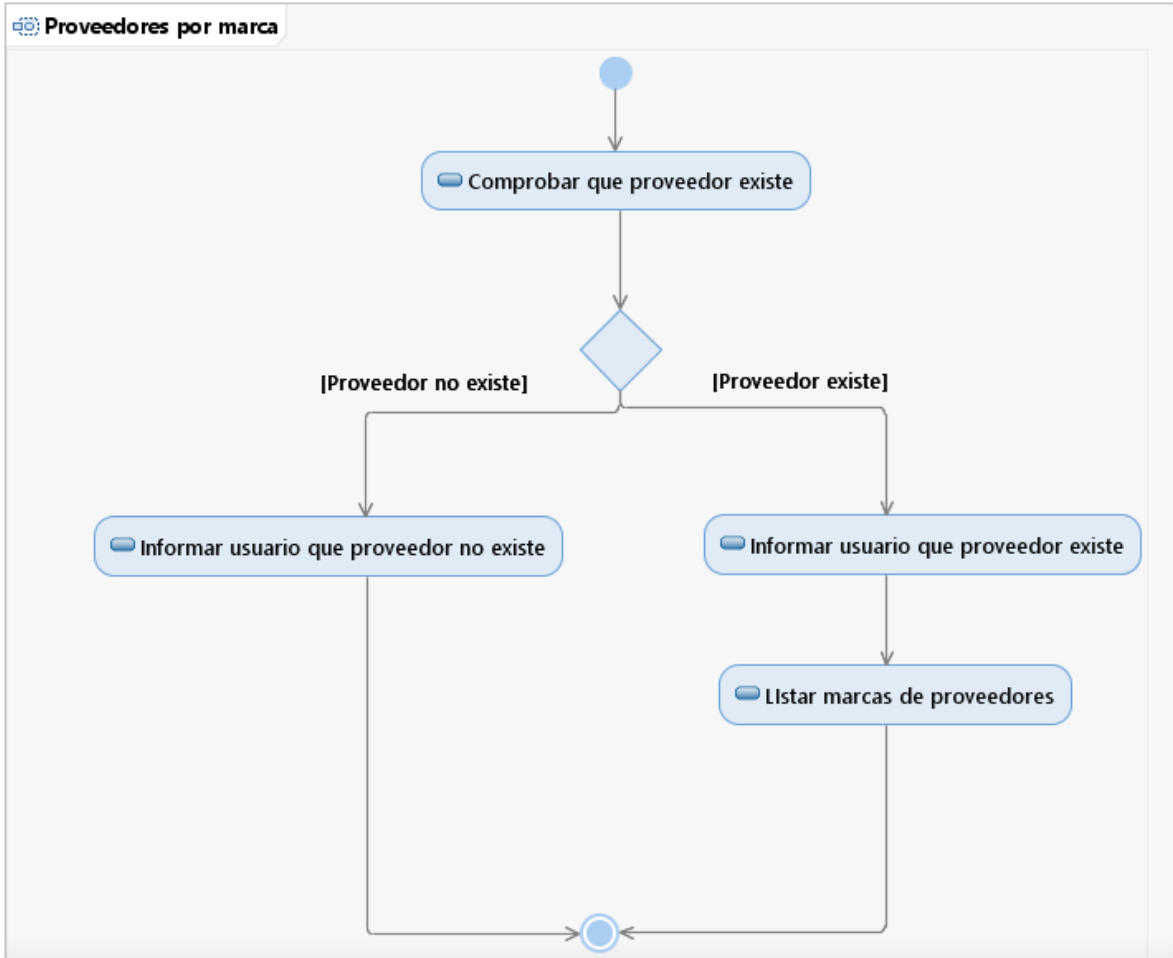 Proveedores por marca
Comprobar que proveedor existe
[Proveedor no existe]
[Proveedor existe]
Informar usuario que proveedor no existe
Informar usuario que proveedor existe
LIstar marcas de proveedores